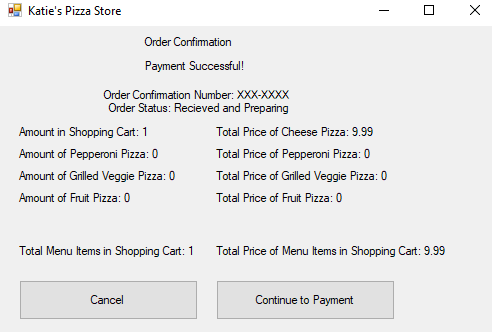 Katie's Pizza Store
Order Confirmation
Payment Successful!
Order Confirmation Number: XXX-XXXX
Order Status: Recieved and Preparing
Amount in Shopping Cart: 1 Total Price of Cheese Pizza: 9.99
Amount of Pepperoni Pizza: 0 Total Price of Pepperoni Pizza: 0
Amount of Grilled Veggie Pizza: 0 Total Price of Grilled Veggie Pizza: 0
Amount of Fruit Pizza: 0 Total Price of Fruit Pizza: 0
Total Menu Items in Shopping Cart: 1 Total Price of Menu Items in Shopping Cart: 9.99
Cancel Continue to Payment